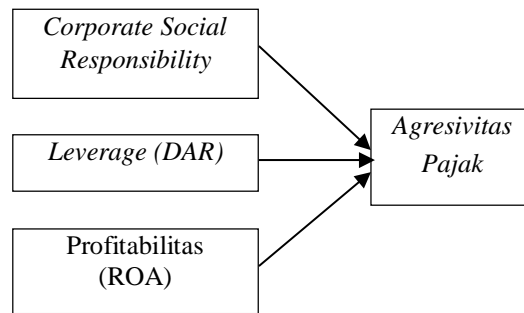 Corporate Social
Responsibility
Leverage (DAR)
Profitabilitas
(ROA)
Agresivitas
Pajak